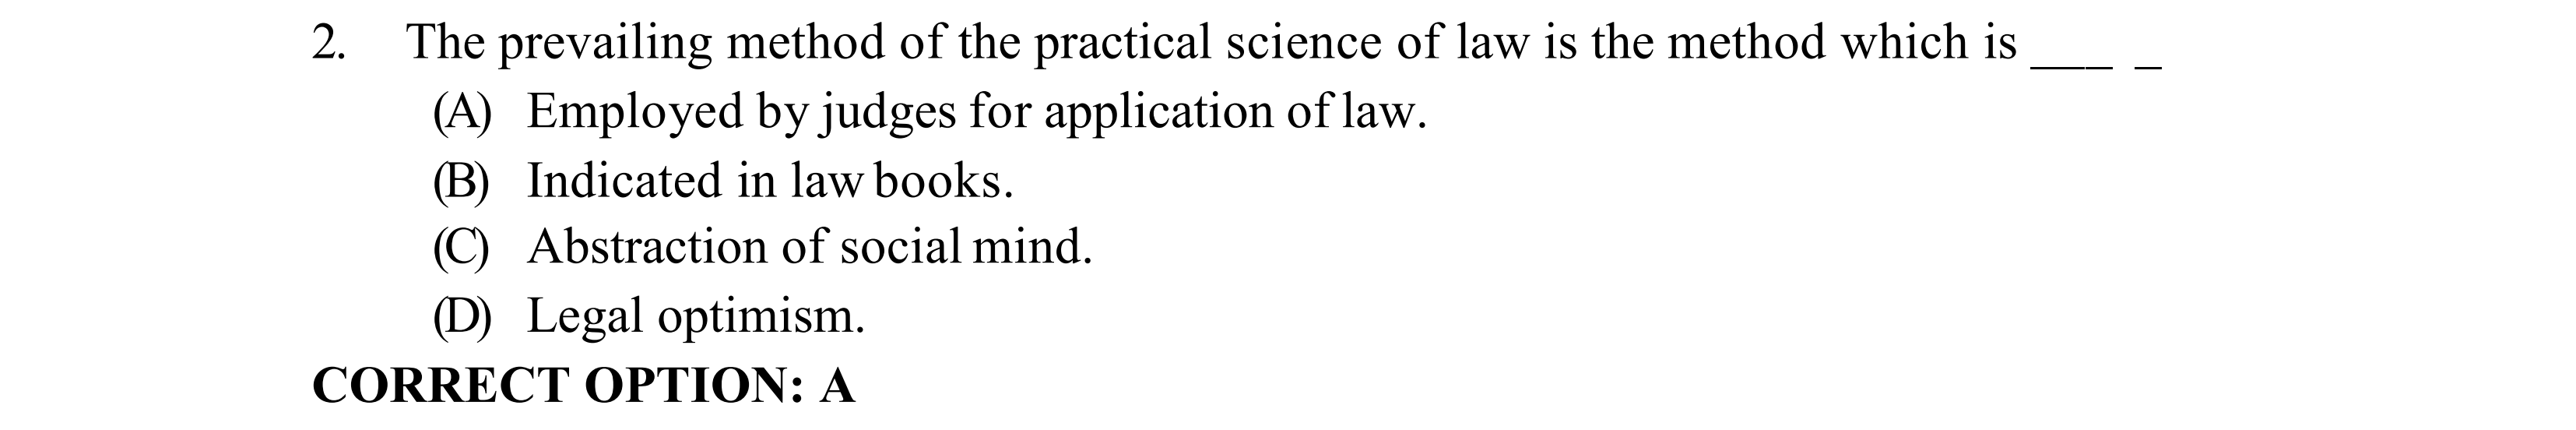 2. The prevailing method of the practical science of law is the method which is ___ _
(A) Employed by judges for application of law.
(B) Indicated in law books.
(C) Abstraction of social mind.
(D) Legal optimism.
CORRECT OPTION: A